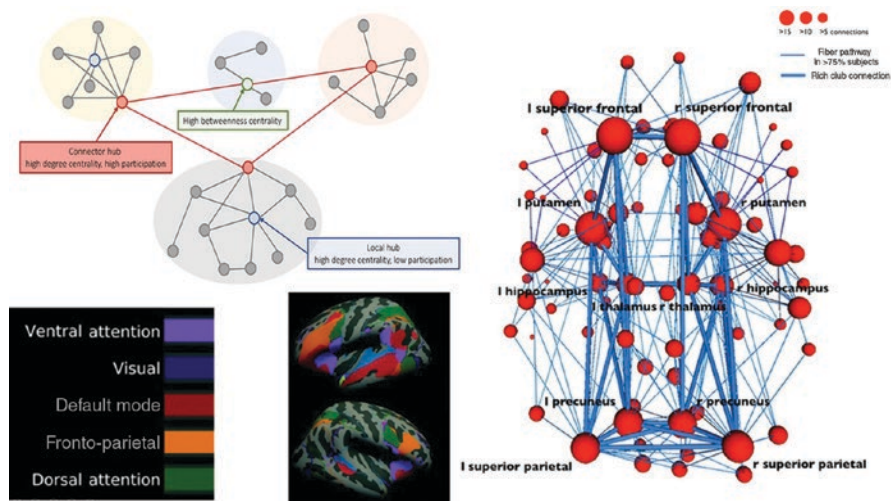 High betweenness centrality
Connector hub
high degree centrality, high participation
Local hub
high degree centrality, low participation
Ventral attention
Visual
Default mode
Fronto-parietal
Dorsal attention
>15 >10 >5 connections
Fiber pathway
In >75% subjects
Rich club connection
l superior frontal r superior frontal
l putamen r putamen
l hippocampus r hippocampus
l thalamus r thalamus
l precuneus r precuneus
l superior parietal r superior parietal